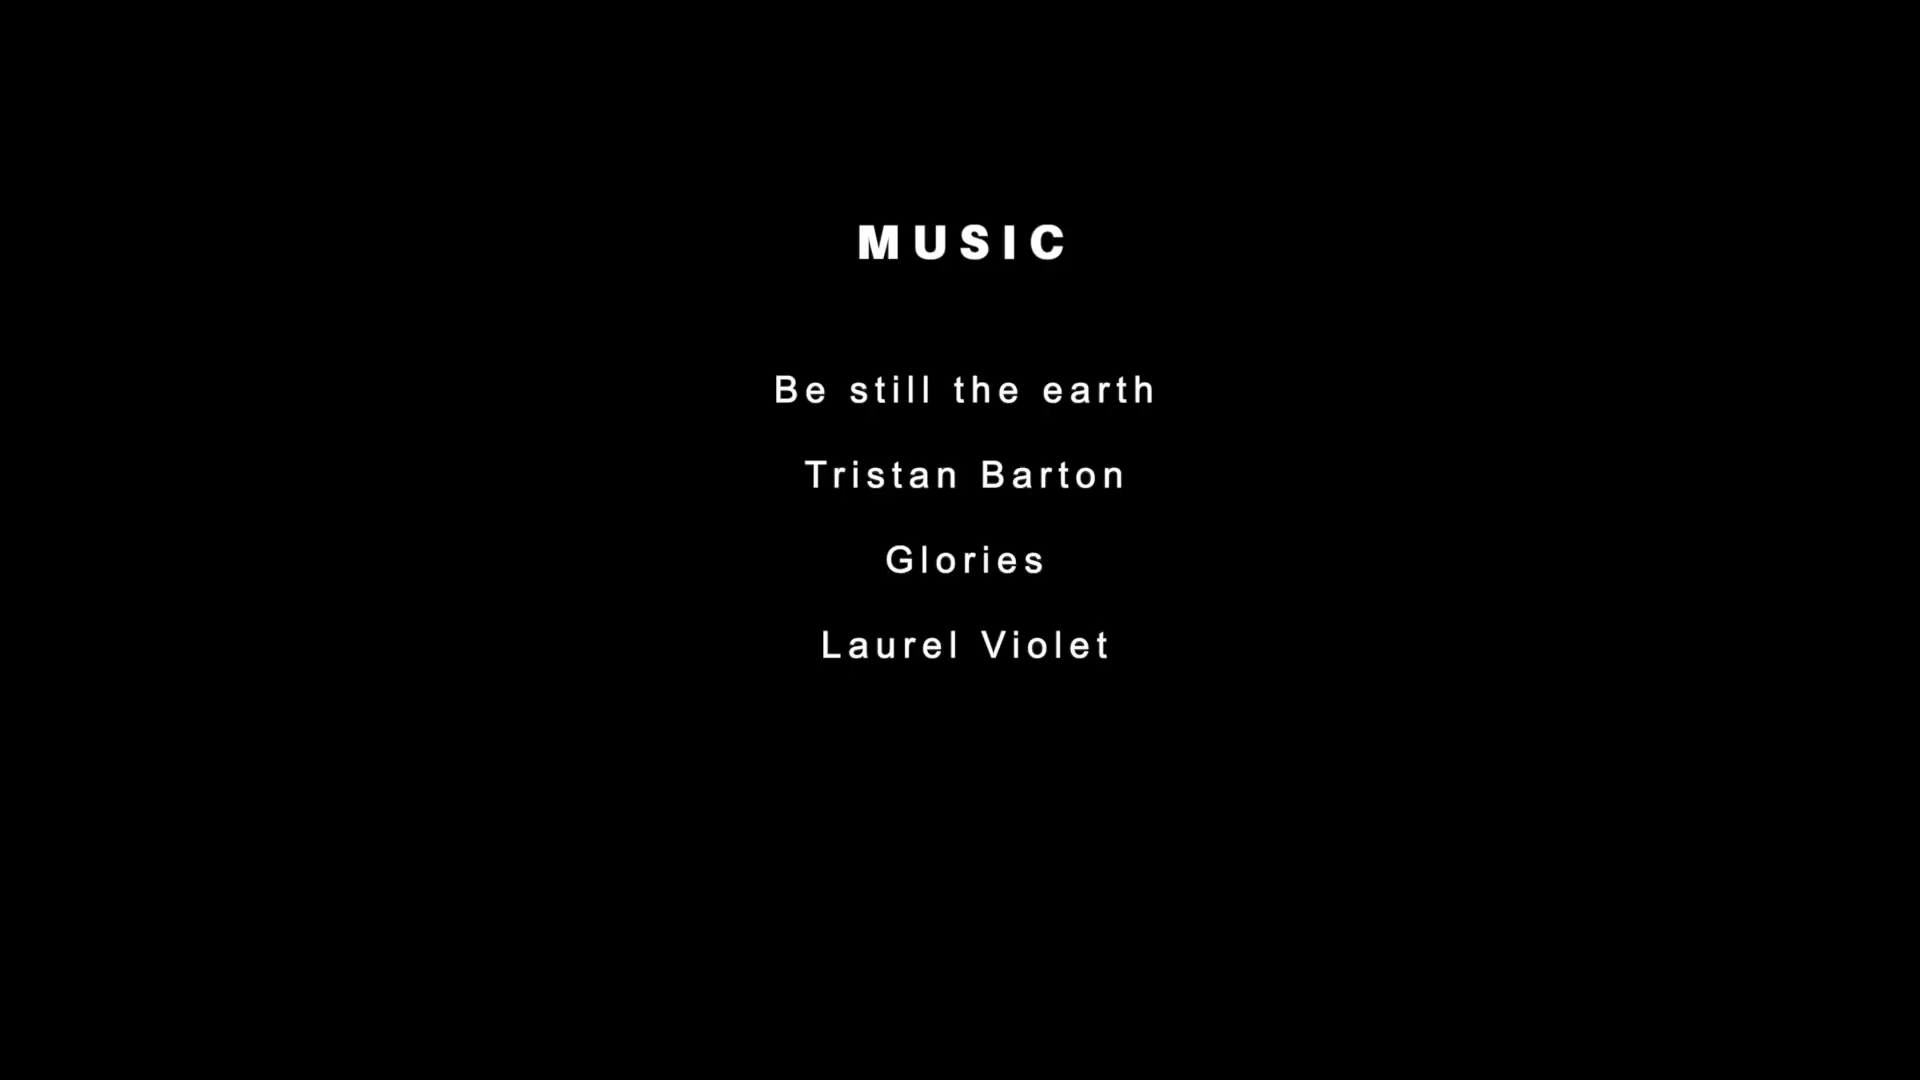 MUSIC
Be still the earth
Tristan Barton
Glories
Laurel Violet